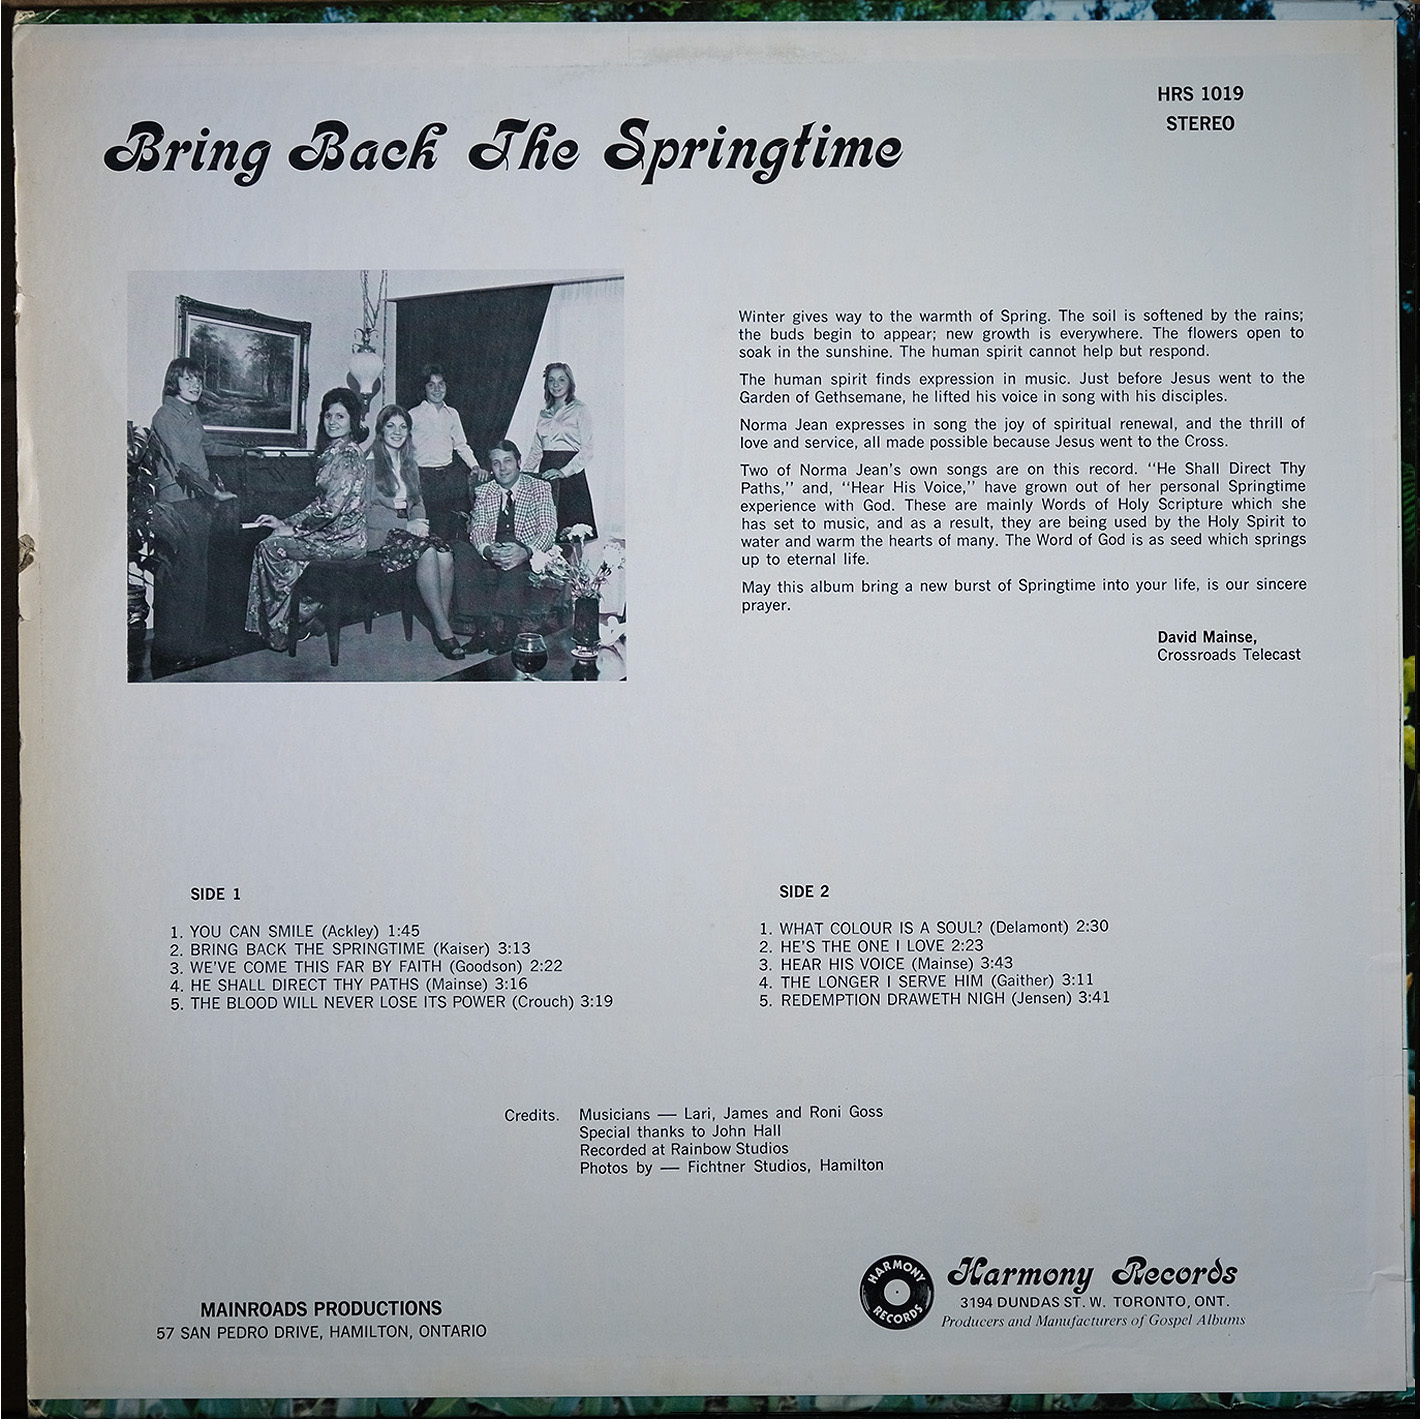 HRS 1019
STEREO
Bring Back The Springtime
Winter gives way to the warmth of Spring. The soil is softened by the rains;
the buds begin to appear; new growth is everywhere. The flowers open to
soak in the sunshine. The human spirit cannot help but respond.
The human spirit finds expression in music. Just before Jesus went to the
Garden of Gethsemane, he lifted his voice in song with his disciples.
Norma Jean expresses in song the joy of spiritual renewal, and the thrill of
love and service, all made possible because Jesus went to the Cross.
Two of Norma Jean's own songs are on this record. "He Shall Direct Thy
Paths," and, "Hear His Voice," have grown out of her personal Springtime
experience with God. These are mainly Words of Holy Scripture which she
has set to music, and as a result, they are being used by the Holy Spirit to
water and warm the hearts of many. The Word of God is as seed which springs
up to eternal life.
May this album bring a new burst of Springtime into your life, is our sincere
prayer.
David Mainse,
Crossroads Telecast
SIDE 1
1. YOU CAN SMILE (Ackley) 1:45
2. BRING BACK THE SPRINGTIME (Kaiser) 3:13
3. WE'VE COME THIS FAR BY FAITH (Goodson) 2:22
4. HE SHALL DIRECT THY PATHS (Mainse) 3:16
5. THE BLOOD WILL NEVER LOSE ITS POWER (Crouch) 3:19
SIDE 2
1. WHAT COLOUR IS A SOUL? (Delamont) 2:30
2. HE'S THE ONE I LOVE 2:23
3. HEAR HIS VOICE (Mainse) 3:43
4. THE LONGER I SERVE HIM (Gaither) 3:11
5. REDEMPTION DRAWETH NIGH (Jensen) 3:41
Credits. Musicians — Lari, James and Roni Goss
Special thanks to John Hall
Recorded at Rainbow Studios
Photos by — Fichtner Studios, Hamilton
MAINROADS PRODUCTIONS
57 SAN PEDRO DRIVE, HAMILTON, ONTARIO
HARMONY
RECORDS
Harmony Records
3194 DUNDAS ST. W. TORONTO, ONT.
Producers and Manufacturers of Gospel Albums